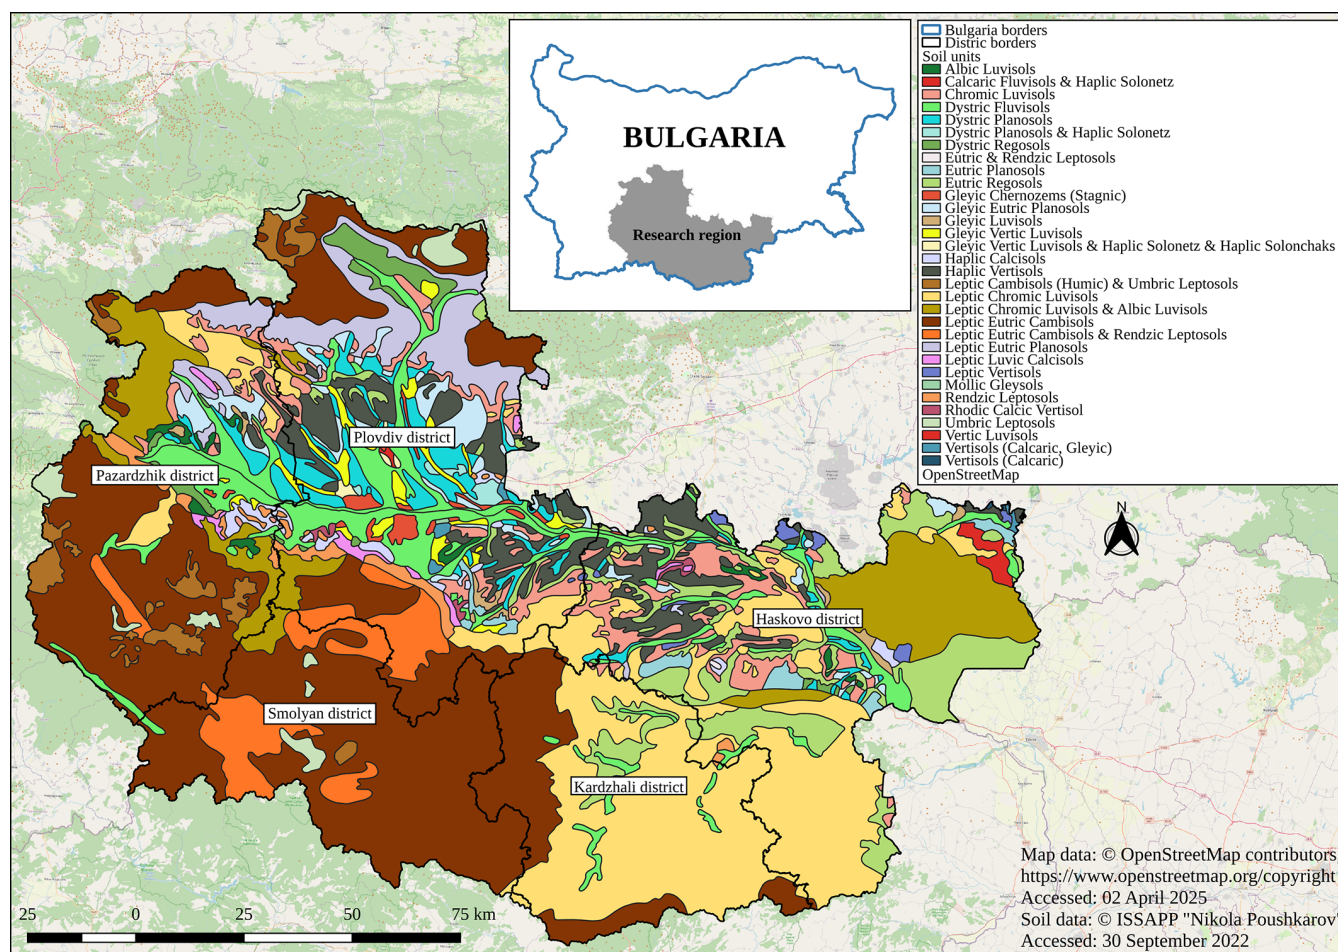 BULGARIA
Research region
Bulgaria borders
Distric borders
Soil units
Albic Luvisols
Calcaric Fluvisols & Haplic Solonetz
Chromic Luvisols
Dystric Fluvisols
Dystric Planosols
Dystric Planosols & Haplic Solonetz
Dystric Regosols
Eutric & Rendzic Leptosols
Eutric Planosols
Eutric Regosols
Gleyic Chernozems (Stagnic)
Gleyic Eutric Planosols
Gleyic Luvisols
Gleyic Vertic Luvisols
Gleyic Vertic Luvisols & Haplic Solonetz & Haplic Solonchaks
Haplic Calcisols
Haplic Vertisols
Leptic Cambisols (Humic) & Umbric Leptosols
Leptic Chromic Luvisols
Leptic Chromic Luvisols & Albic Luvisols
Leptic Eutric Cambisols
Leptic Eutric Cambisols & Rendzic Leptosols
Leptic Eutric Planosols
Leptic Luvic Calcisols
Leptic Vertisols
Mollic Gleysols
Rendzic Leptosols
Rhodic Calcic Vertisol
Umbric Leptosols
Vertic Luvisols
Vertisols (Calcaric, Gleyic)
Vertisols (Calcaric)
OpenStreetMap
Plovdiv district
Pazardzhik district
Haskovo district
Smolyan district
Kardzhali district
N
25 0 25 50 75 km
Map data: © OpenStreetMap contributors
https://www.openstreetmap.org/copyright
Accessed: 02 April 2025
Soil data: © ISSAPP "Nikola Poushkarov"
Accessed: 30 September 2022